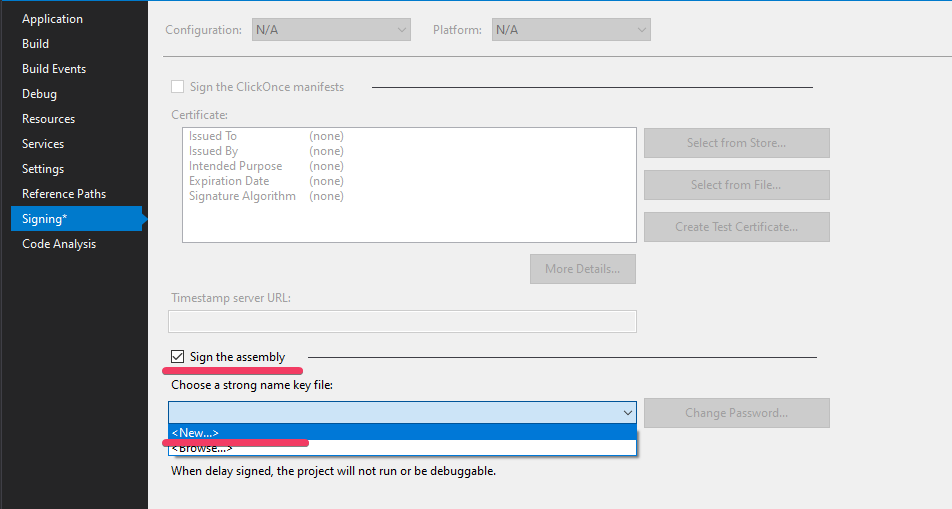 Application
Build
Build Events
Debug
Resources
Services
Settings
Reference Paths
Signing*
Code Analysis
Configuration: N/A Platform: N/A
Sign the ClickOnce manifests
Certificate:
Issued To (none)
Issued By (none)
Intended Purpose (none)
Expiration Date (none)
Signature Algorithm (none)
Select from Store...
Select from File...
Create Test Certificate...
More Details...
Timestamp server URL:
Sign the assembly
Choose a strong name key file:
Change Password...
<New...>
<Browse...>
When delay signed, the project will not run or be debuggable.